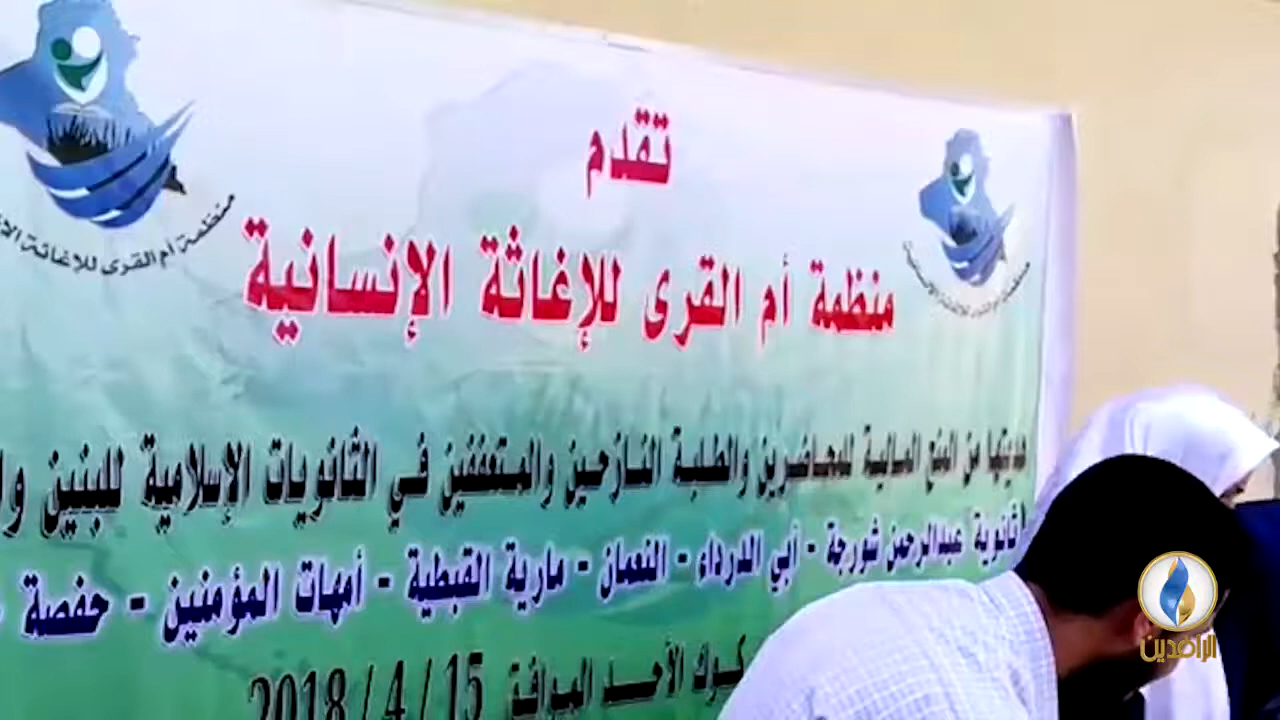 تقدم
منظمة أم القرى للإغاثة الإنسانية
هديتها من المنح المالية للمحاضرين والطلبة النازحين والمتعففين في الثانويات الإسلامية للبنين
ثانوية عبدالرحمن شورجة - أبي الدرداء - النعمان - مارية القبطية - أمهات المؤمنين - حفصة -
كركوك الأحد الموافق 15 / 4 / 2018
منظمة أم القرى للإغاثة
الرافدين